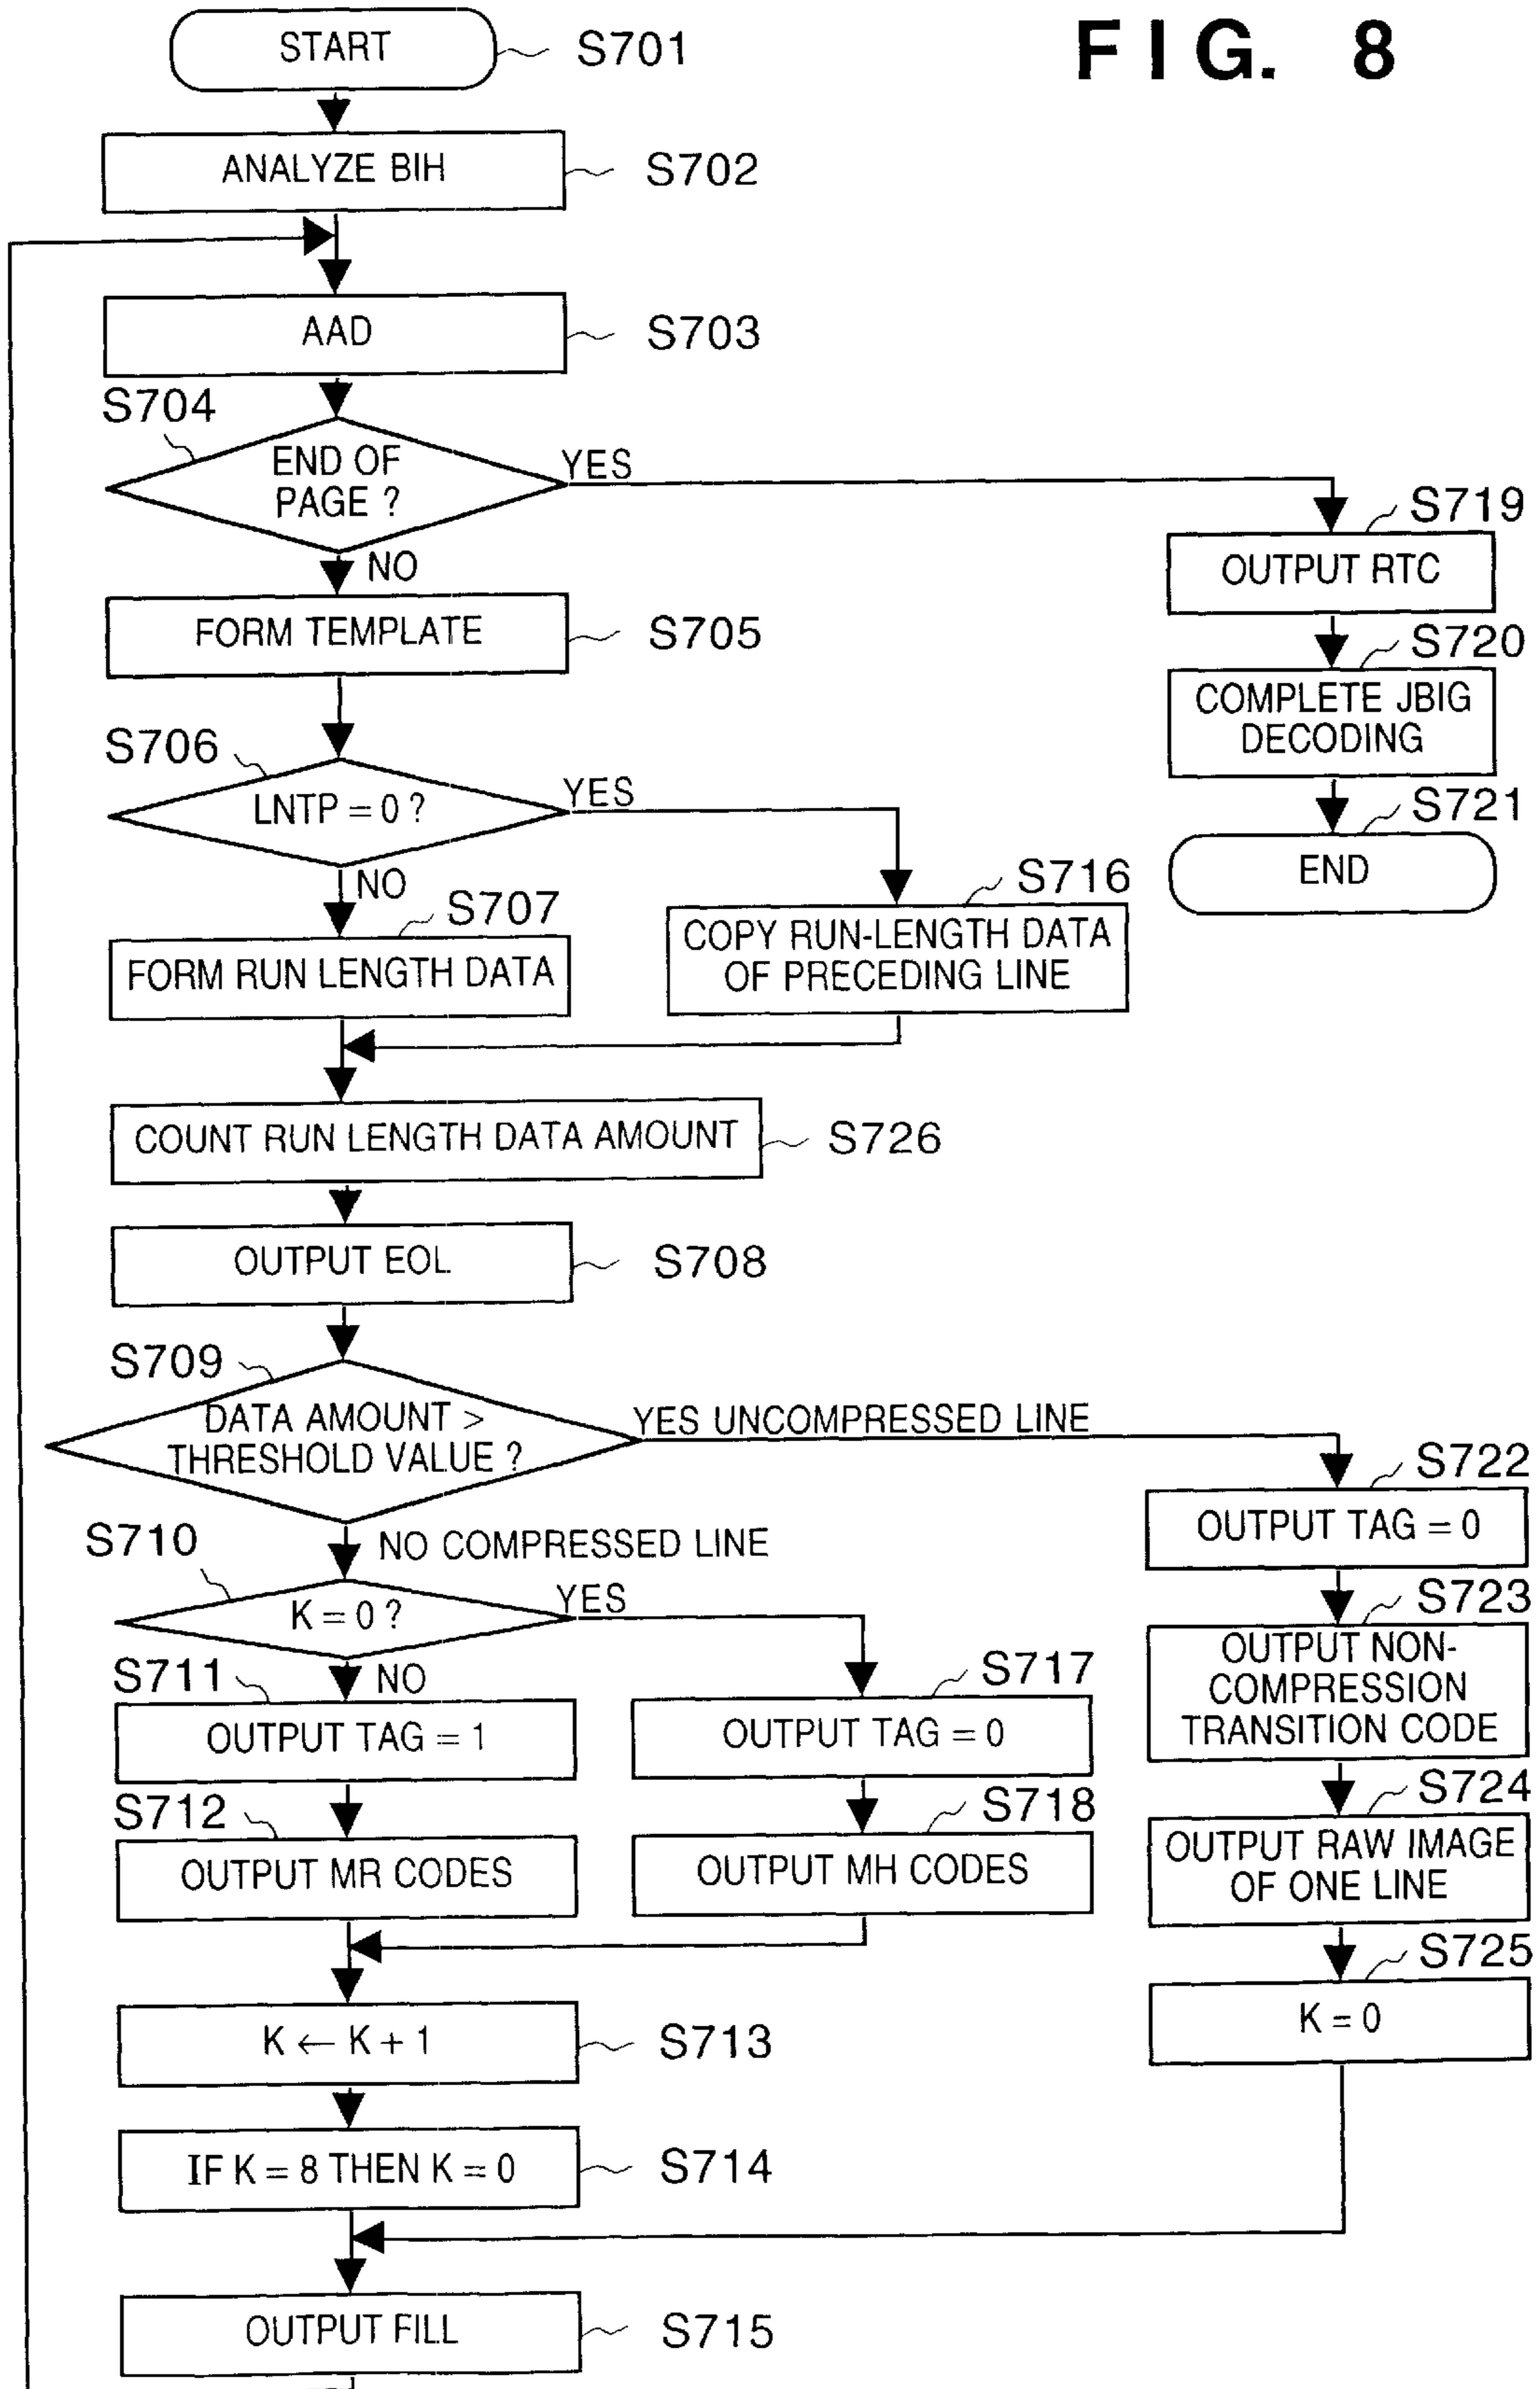 FIG. 8
START
S701
ANALYZE BIH
S702
AAD
S703
S704
END OF
PAGE ?
YES
NO
S719
OUTPUT RTC
FORM TEMPLATE
S705
S720
COMPLETE JBIG
DECODING
S706
LNTP = 0 ?
YES
NO
S721
END
S707
FORM RUN LENGTH DATA
S716
COPY RUN-LENGTH DATA
OF PRECEDING LINE
COUNT RUN LENGTH DATA AMOUNT
S726
OUTPUT EOL
S708
S709
DATA AMOUNT >
THRESHOLD VALUE ?
YES UNCOMPRESSED LINE
NO COMPRESSED LINE
S722
OUTPUT TAG = 0
S710
K = 0 ?
YES
NO
S723
OUTPUT NON-
COMPRESSION
TRANSITION CODE
S711
OUTPUT TAG = 1
S717
OUTPUT TAG = 0
S712
OUTPUT MR CODES
S718
OUTPUT MH CODES
S724
OUTPUT RAW IMAGE
OF ONE LINE
S725
K = 0
K ← K + 1
S713
IF K = 8 THEN K = 0
S714
OUTPUT FILL
S715